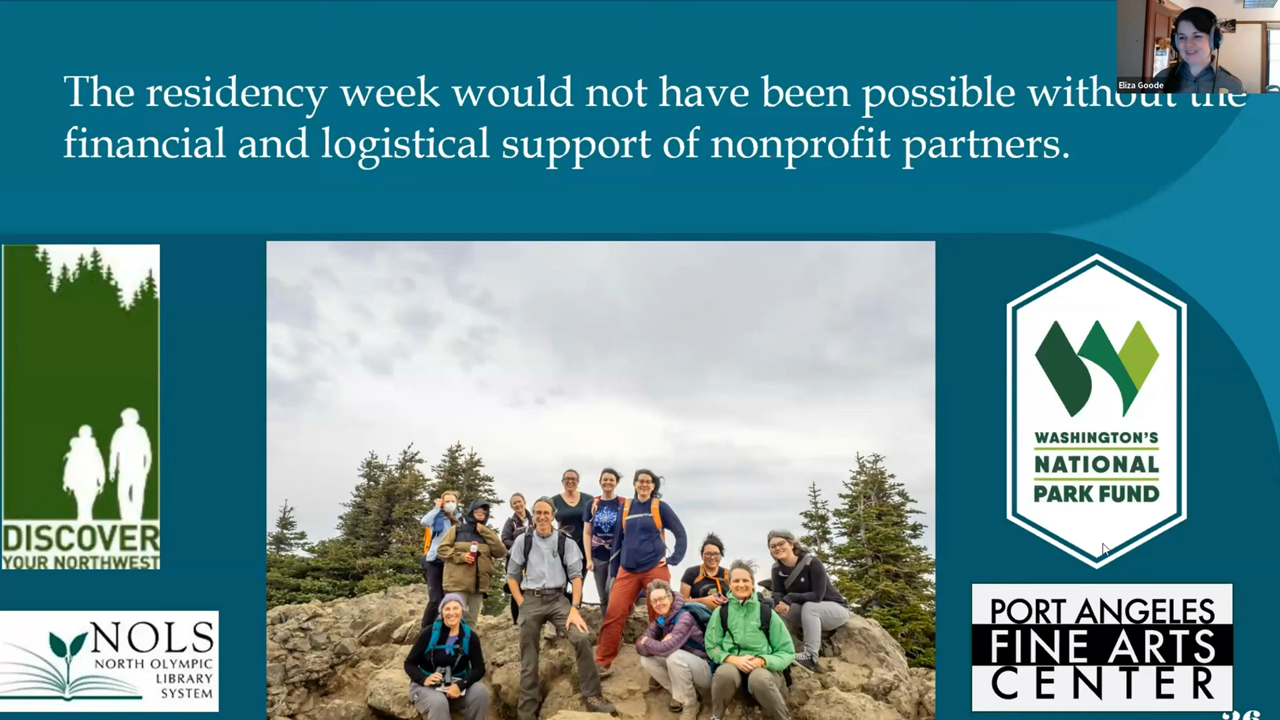 Eliza Goode
The residency week would not have been possible without the
financial and logistical support of nonprofit partners.
DISCOVER
YOUR NORTHWEST
NOLS
NORTH OLYMPIC
LIBRARY
SYSTEM
WASHINGTON'S
NATIONAL
PARK FUND
PORT ANGELES
FINE ARTS
CENTER
26